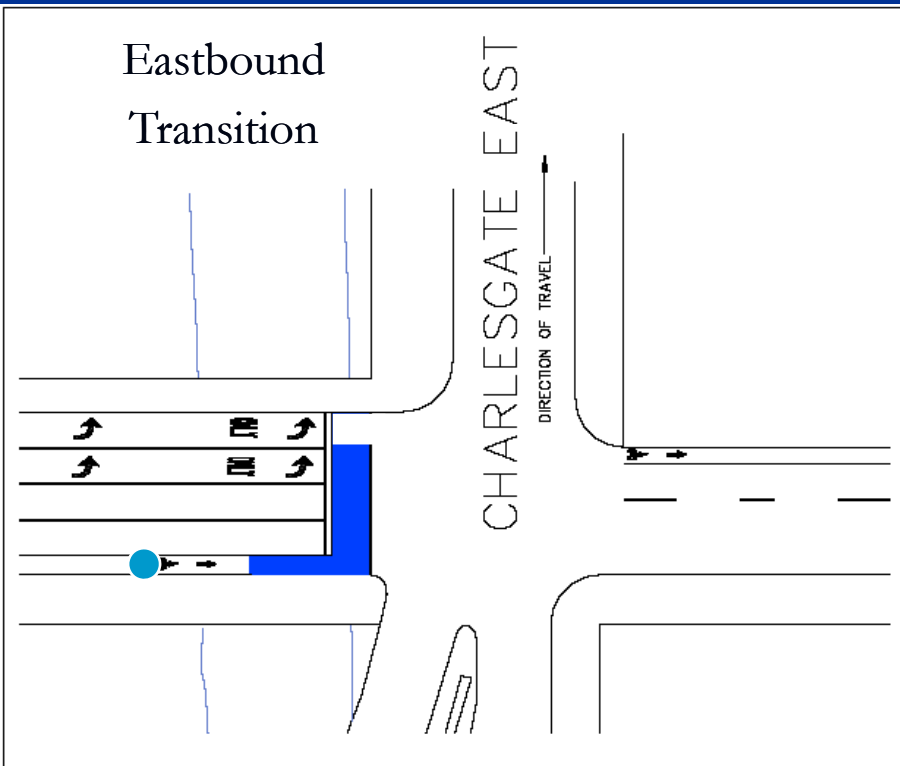 Eastbound
Transition
CHARLESGATE EAST
DIRECTION OF TRAVEL